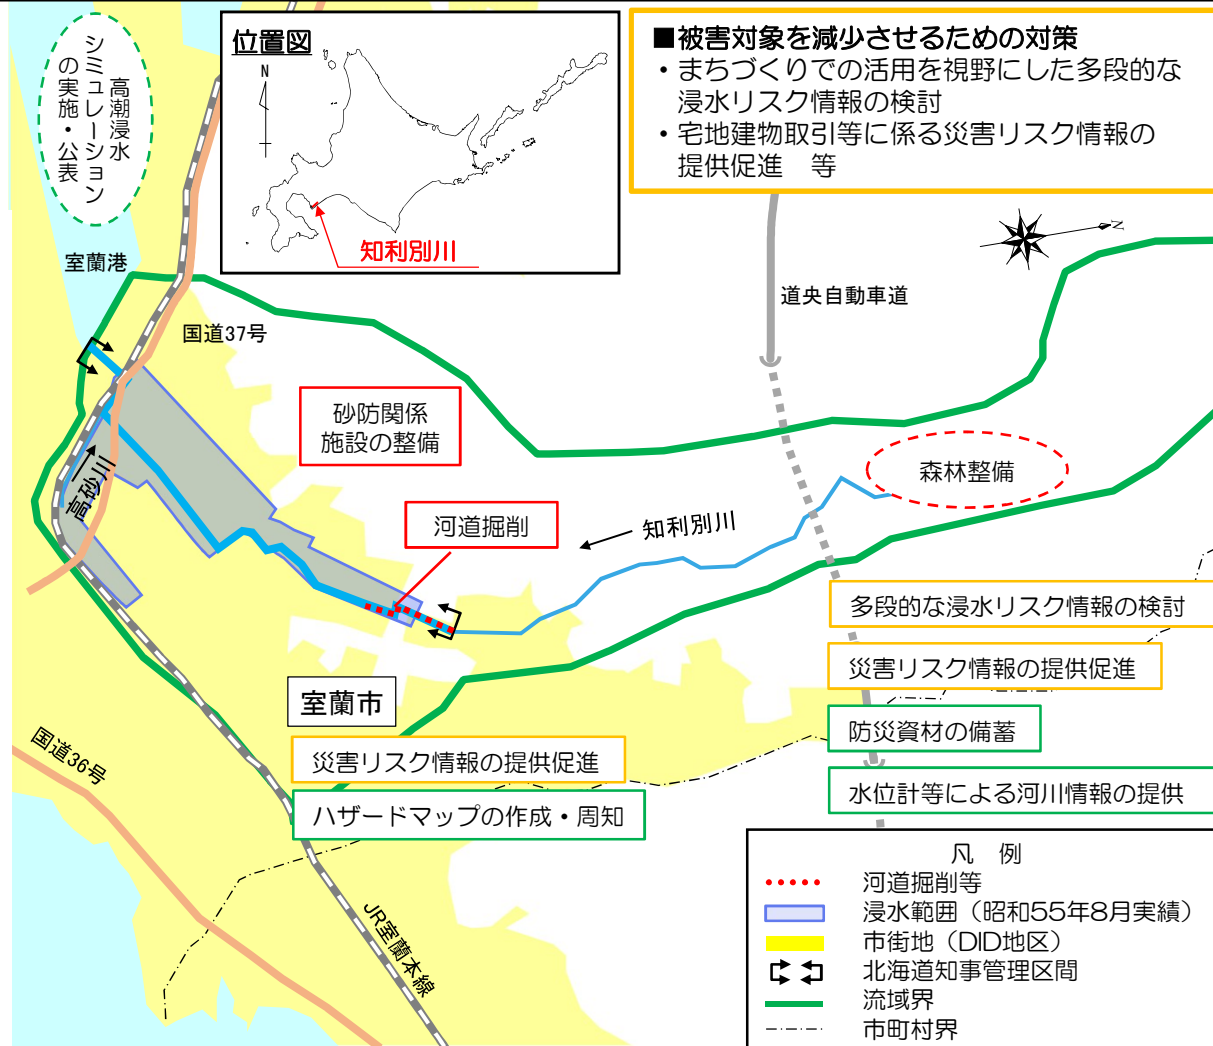 高潮浸水
シミュレーション
の実施・公表
位置図
N
知利別川
■被害対象を減少させるための対策
・まちづくりでの活用を視野にした多段的な
浸水リスク情報の検討
・宅地建物取引等に係る災害リスク情報の
提供促進　等
N
室蘭港
国道37号
道央自動車道
砂防関係
施設の整備
森林整備
高砂川
河道掘削
知利別川
多段的な浸水リスク情報の検討
災害リスク情報の提供促進
室蘭市
防災資材の備蓄
国道36号
災害リスク情報の提供促進
水位計等による河川情報の提供
ハザードマップの作成・周知
JR室蘭本線
凡　例
河道掘削等
浸水範囲（昭和55年8月実績）
市街地（DID地区）
北海道知事管理区間
流域界
市町村界